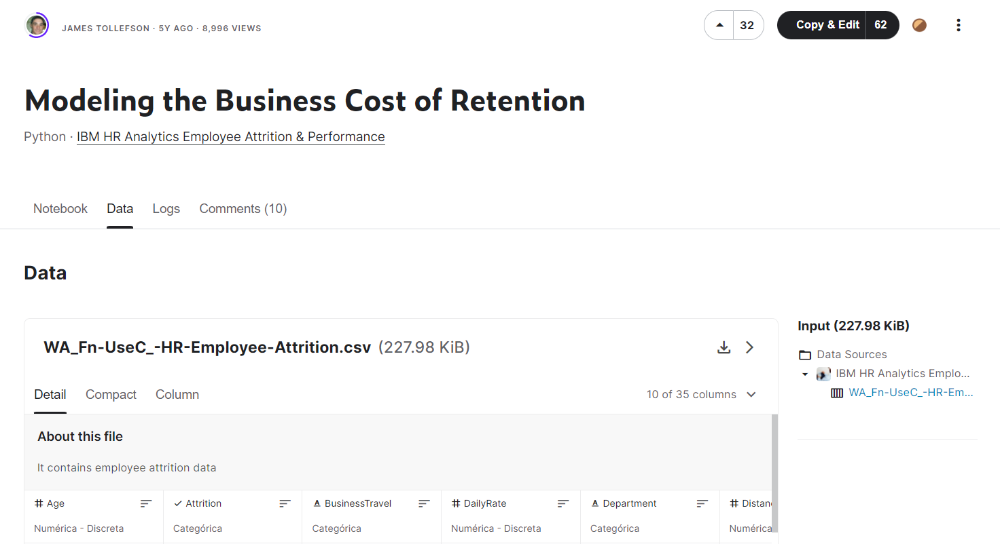 JAMES TOLLEFSON · 5Y AGO · 8,996 VIEWS
32
Copy & Edit 62
Modeling the Business Cost of Retention
Python · IBM HR Analytics Employee Attrition & Performance
Notebook Data Logs Comments (10)
Data
WA_Fn-UseC_-HR-Employee-Attrition.csv (227.98 KiB)
Detail Compact Column 10 of 35 columns
About this file
It contains employee attrition data
# Age Attrition A BusinessTravel # DailyRate A Department # Distan
Numérica - Discreta Categórica Categórica Numérica - Discreta Categórica Numérica
Input (227.98 KiB)
Data Sources
IBM HR Analytics Emplo...
WA_Fn-UseC_-HR-Em...